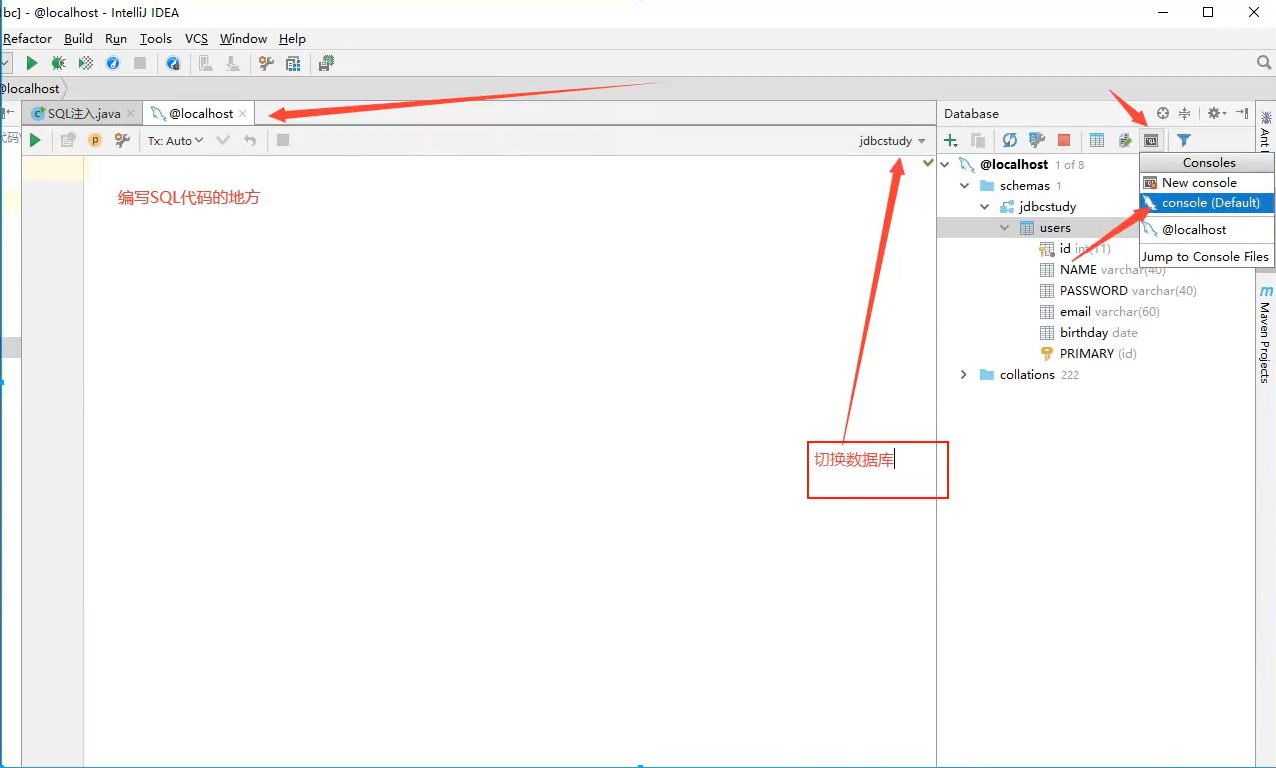 bc] - @localhost - IntelliJ IDEA
Refactor Build Run Tools VCS Window Help
@localhost
SQL注入.java @localhost
Database
代码
Tx: Auto
jdbcstudy
Consoles
New console
console (Default)
@localhost
Jump to Console Files
@localhost 1 of 8
schemas 1
jdbcstudy
users
id int(11)
NAME varchar(40)
PASSWORD varchar(40)
email varchar(60)
birthday date
PRIMARY (id)
collations 222
编写SQL代码的地方
切换数据库
Ant
Maven Projects